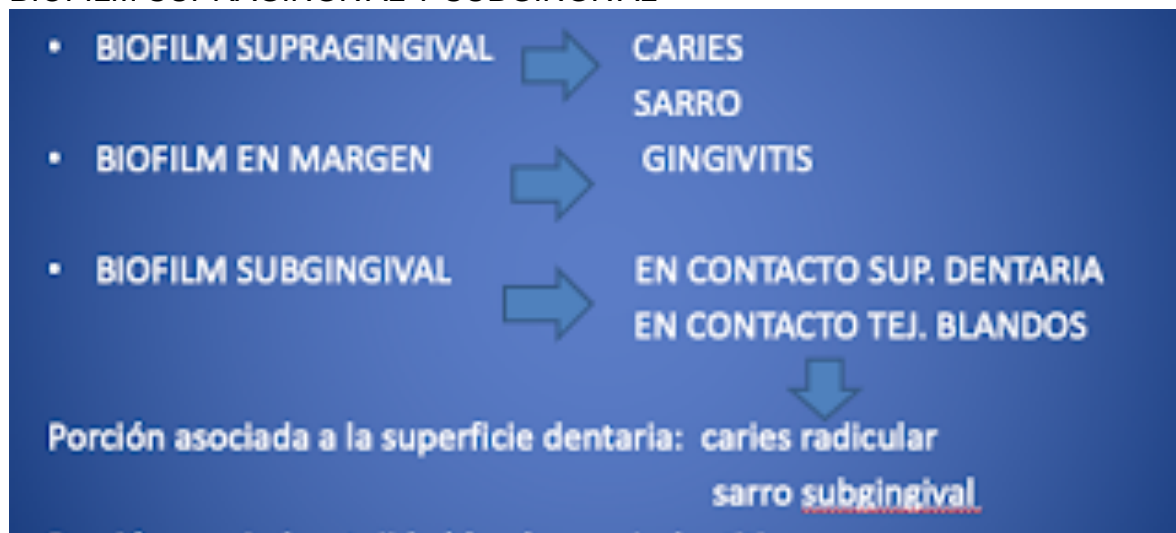 • BIOFILM SUPRAGINGIVAL CARIES
SARRO
• BIOFILM EN MARGEN GINGIVITIS
• BIOFILM SUBGINGIVAL EN CONTACTO SUP. DENTARIA
EN CONTACTO TEJ. BLANDOS
Porción asociada a la superficie dentaria: caries radicular
sarro subgingival